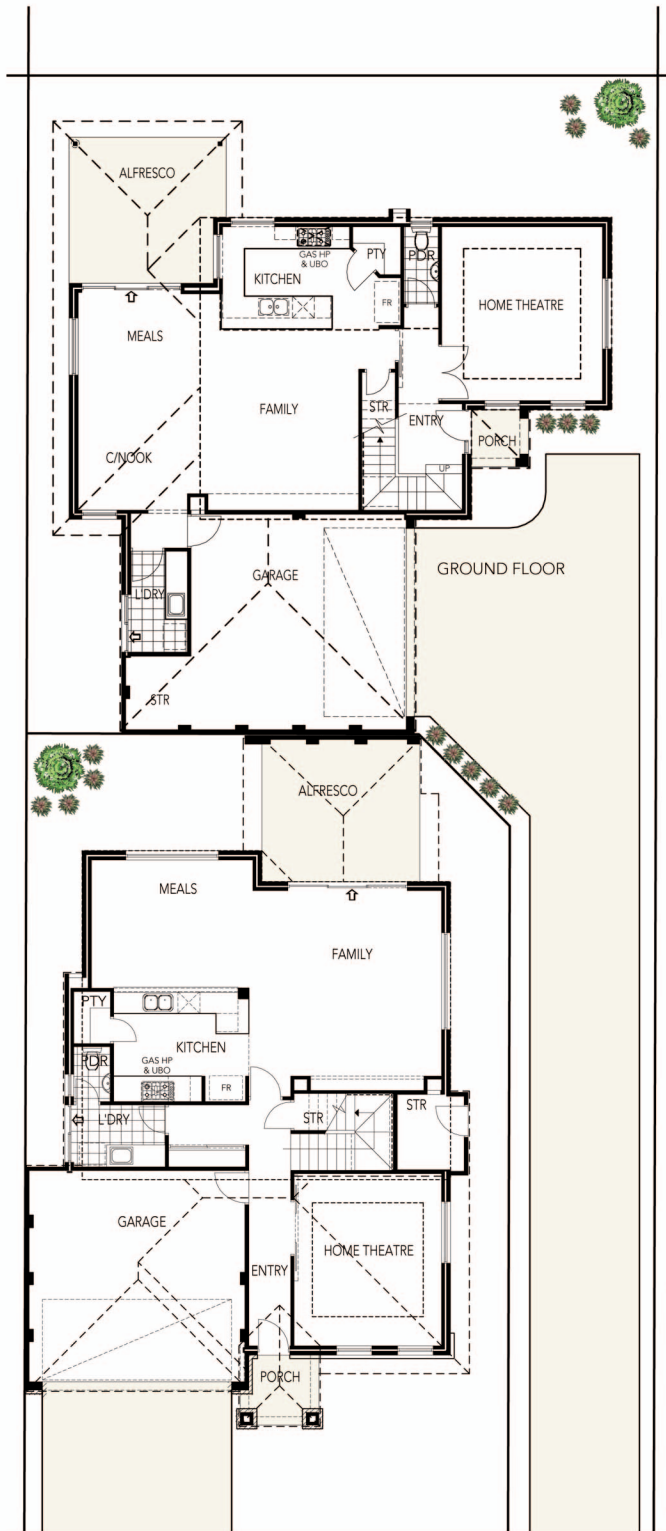 ALFRESCO
GAS HP
& UBO
PTY
PDR
KITCHEN
FR
HOME THEATRE
MEALS
FAMILY
STR
ENTRY
PORCH
C/NOOK
UP
GARAGE
GROUND FLOOR
L'DRY
STR
ALFRESCO
MEALS
FAMILY
PTY
KITCHEN
PDR
GAS HP
& UBO
FR
L'DRY
STR
STR
GARAGE
HOME THEATRE
ENTRY
PORCH